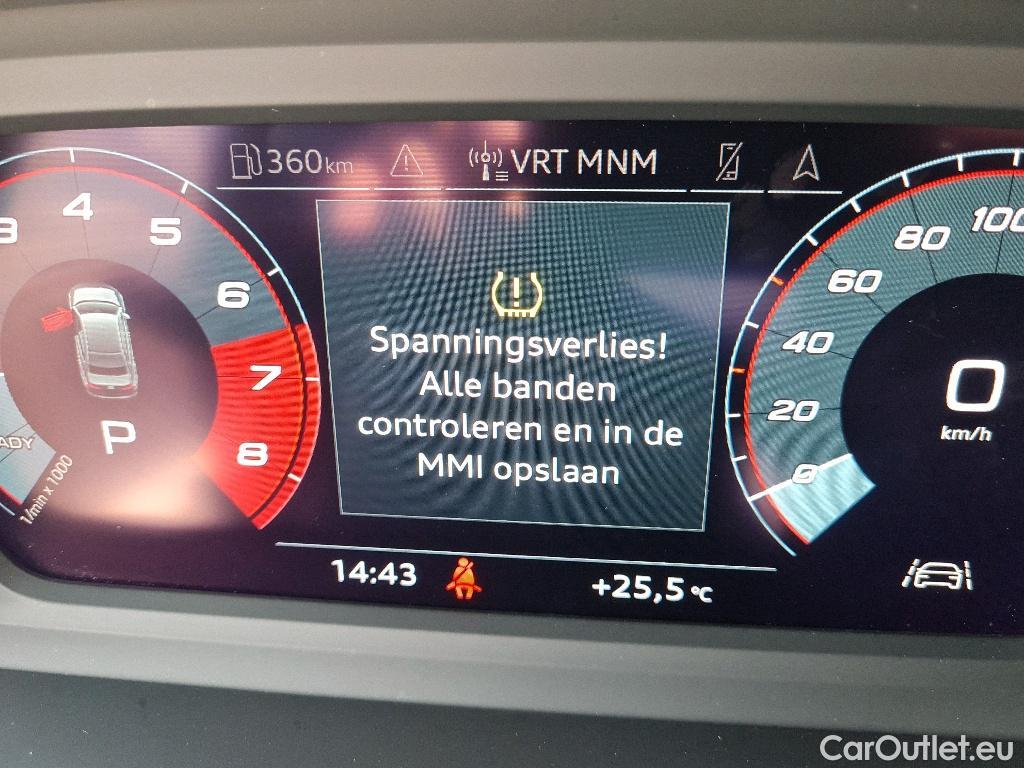 360km
VRT MNM
3
4
5
6
7
8
P
1/min x 1000
Spanningsverlies!
Alle banden
controleren en in de
MMI opslaan
100
80
60
40
20
0
0
km/h
14:43
+25,5 °C
CarOutlet.eu